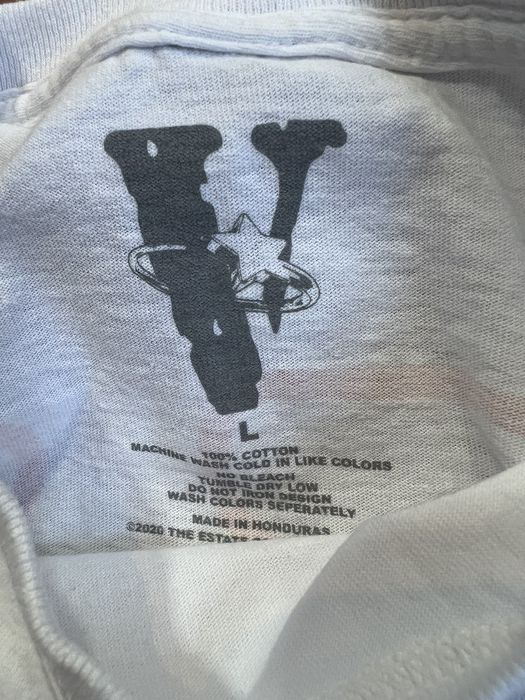 V
L
100% COTTON
MACHINE WASH COLD IN LIKE COLORS
NO BLEACH
TUMBLE DRY LOW
DO NOT IRON DESIGN
WASH COLORS SEPERATELY
MADE IN HONDURAS
©2020 THE ESTATE